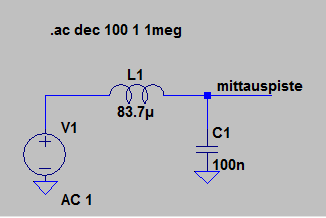 .ac dec 100 1 1meg
L1
mittauspiste
83.7µ
V1
C1
100n
AC 1